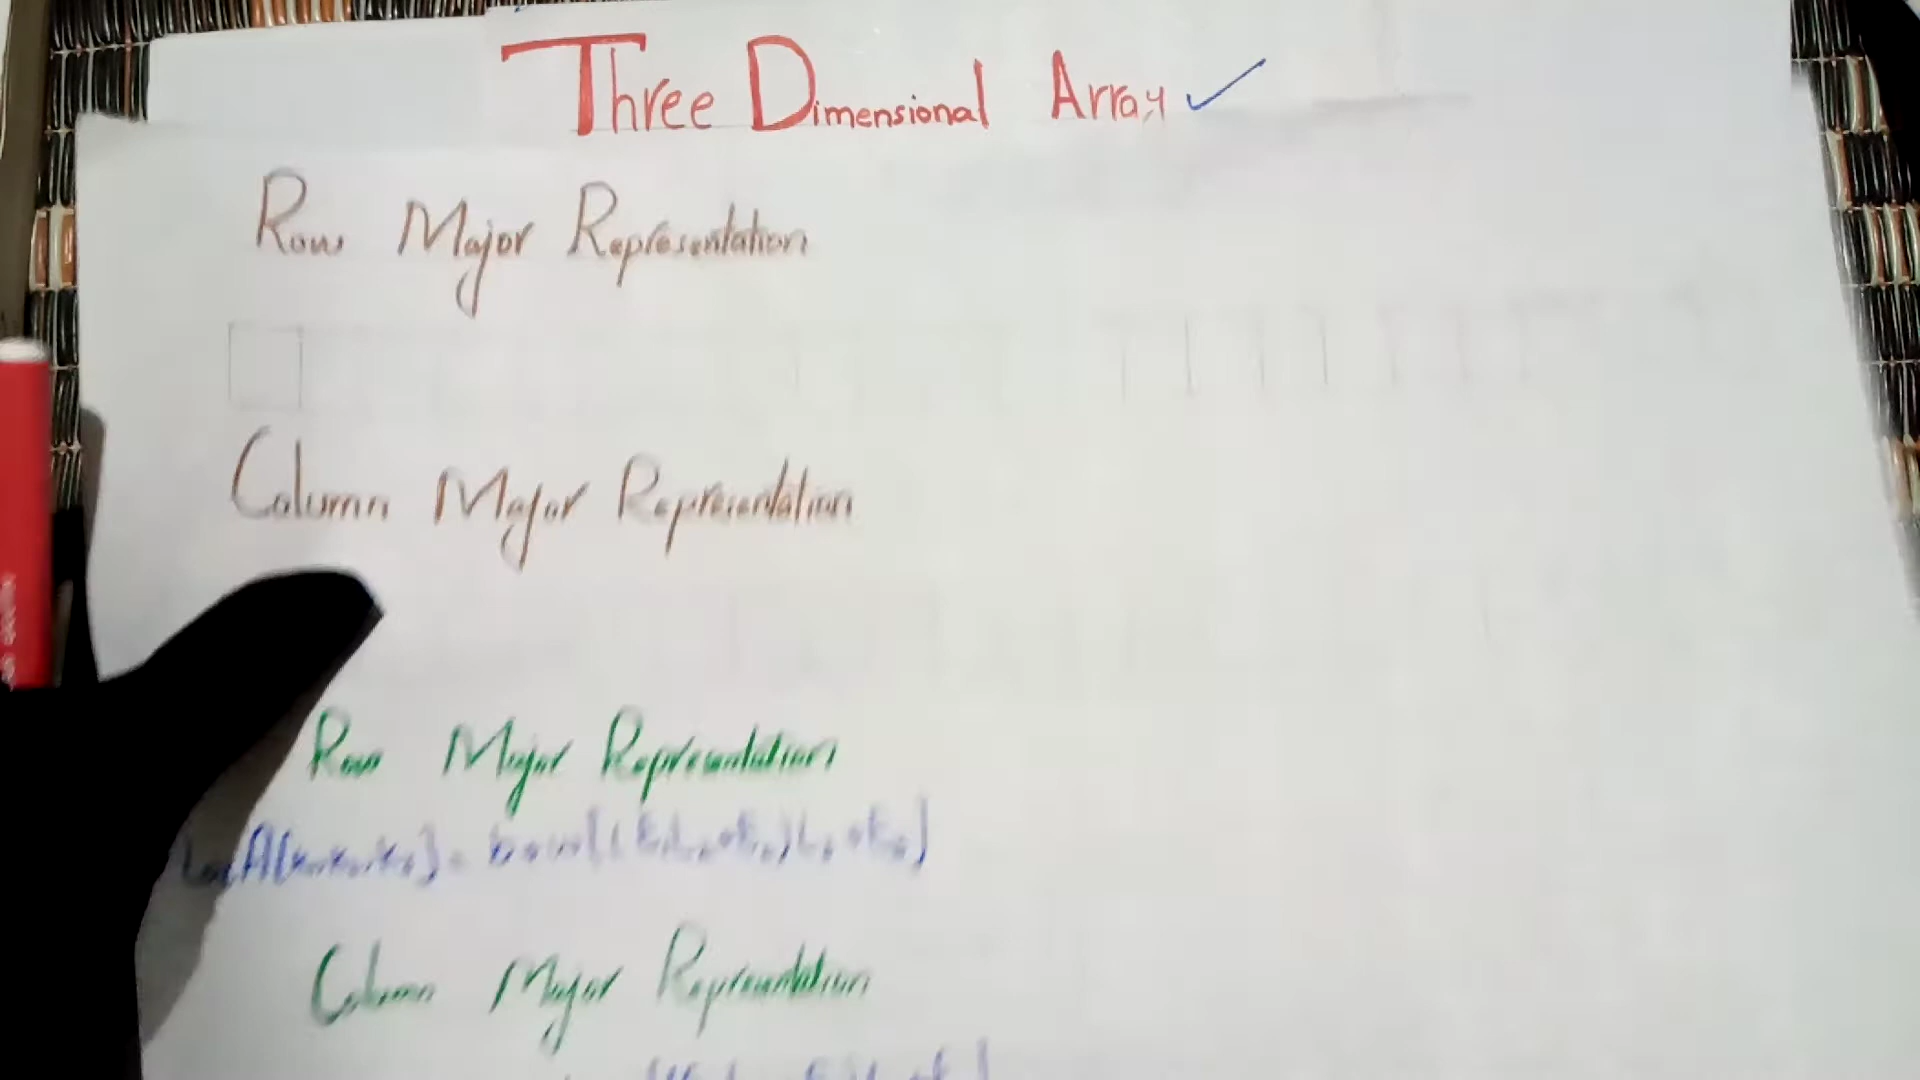 Three Dimensional Array
Row Major Representation
Column Major Representation
Row Major Representation
Column Major Representation